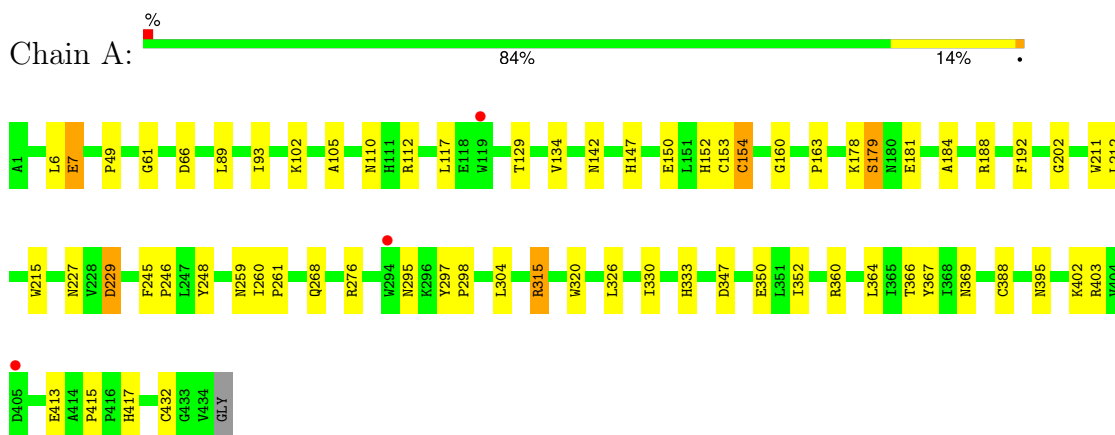 %
Chain A:
84% 14% •
A1 L6 E7 P49 G61 D66 L89 I93 K102 A105 N110 H111 R112 L117 E118 W119 T129 V134 N142 H147 E150 L151 H152 C153 C154 G160 P163 K178 S179 N180 E181 A184 R188 F192 G202 W211 L212
W215 N227 V228 D229 F245 P246 L247 Y248 N259 I260 P261 Q268 R276 W294 N295 K296 Y297 P298 L304 R315 W320 L326 I330 H333 D347 E350 L351 I352 R360 L364 I365 T366 Y367 I368 N369 C388 N395 K402 R403 V404
D405 E413 A414 P415 P416 H417 C432 G433 V434 GLY